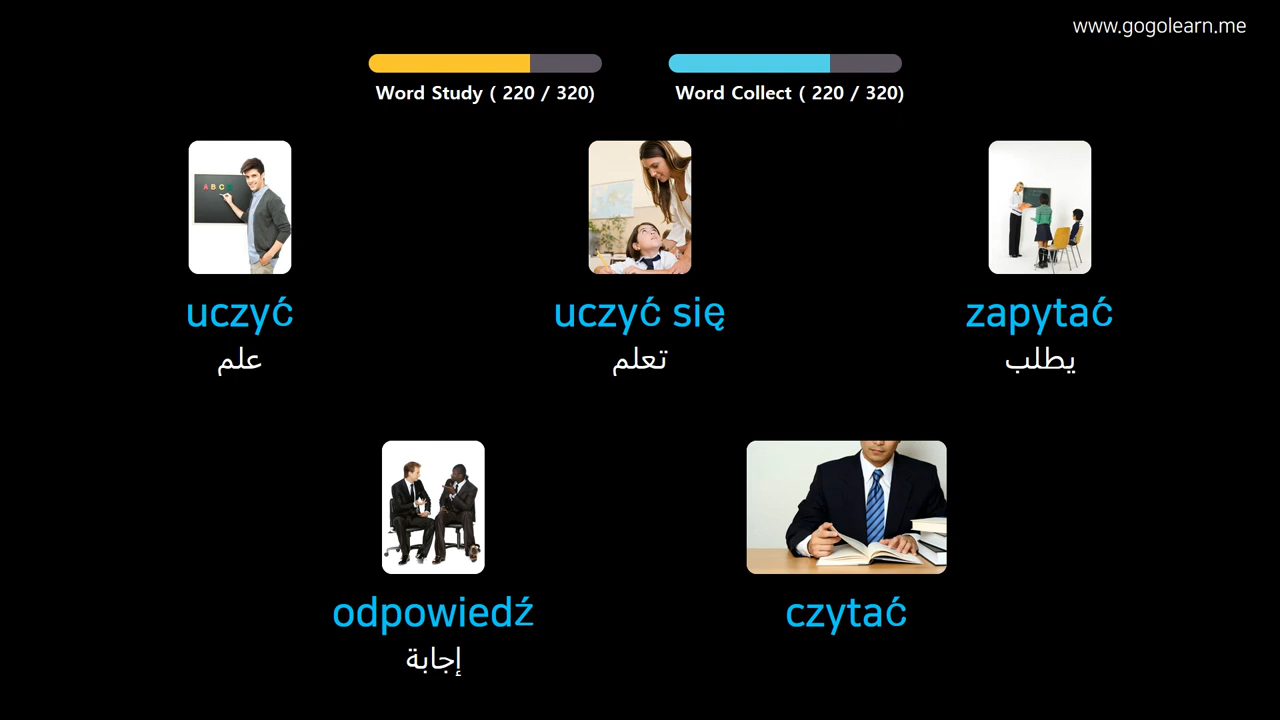 www.gogolearn.me
Word Study ( 220 / 320)
Word Collect ( 220 / 320)
A B C
uczyć
علم
uczyć się
تعلم
zapytać
يطلب
odpowiedź
إجابة
czytać